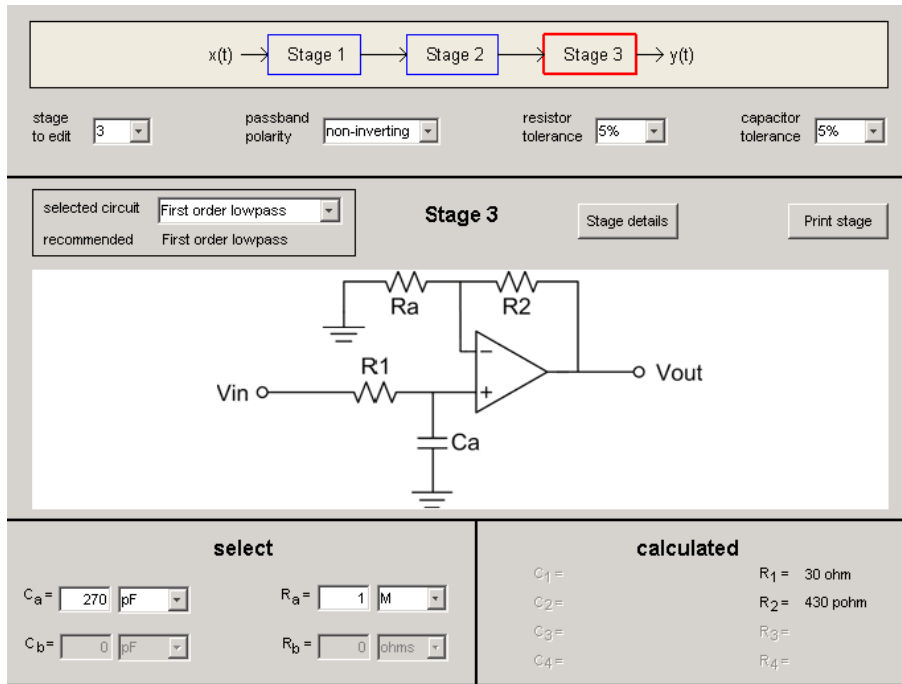 x(t) Stage 1 Stage 2 Stage 3 y(t)
stage to edit 3
passband polarity non-inverting
resistor tolerance 5%
capacitor tolerance 5%
selected circuit First order lowpass
recommended First order lowpass
Stage 3
Stage details
Print stage
Ra R2
R1
Vin
Vout
Ca
- 
+
select
Ca= 270 pF
Ra= 1 M
Cb= 0 pF
Rb= 0 ohms
calculated
C1= R1= 30 ohm
C2= R2= 430 pohm
C3= R3=
C4= R4=